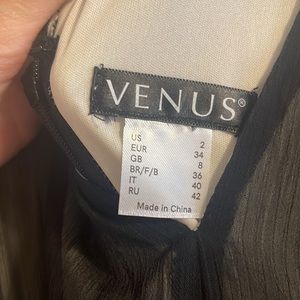 VENUS®
US 2
EUR 34
GB 8
BR/F/B 36
IT 40
RU 42
Made in China